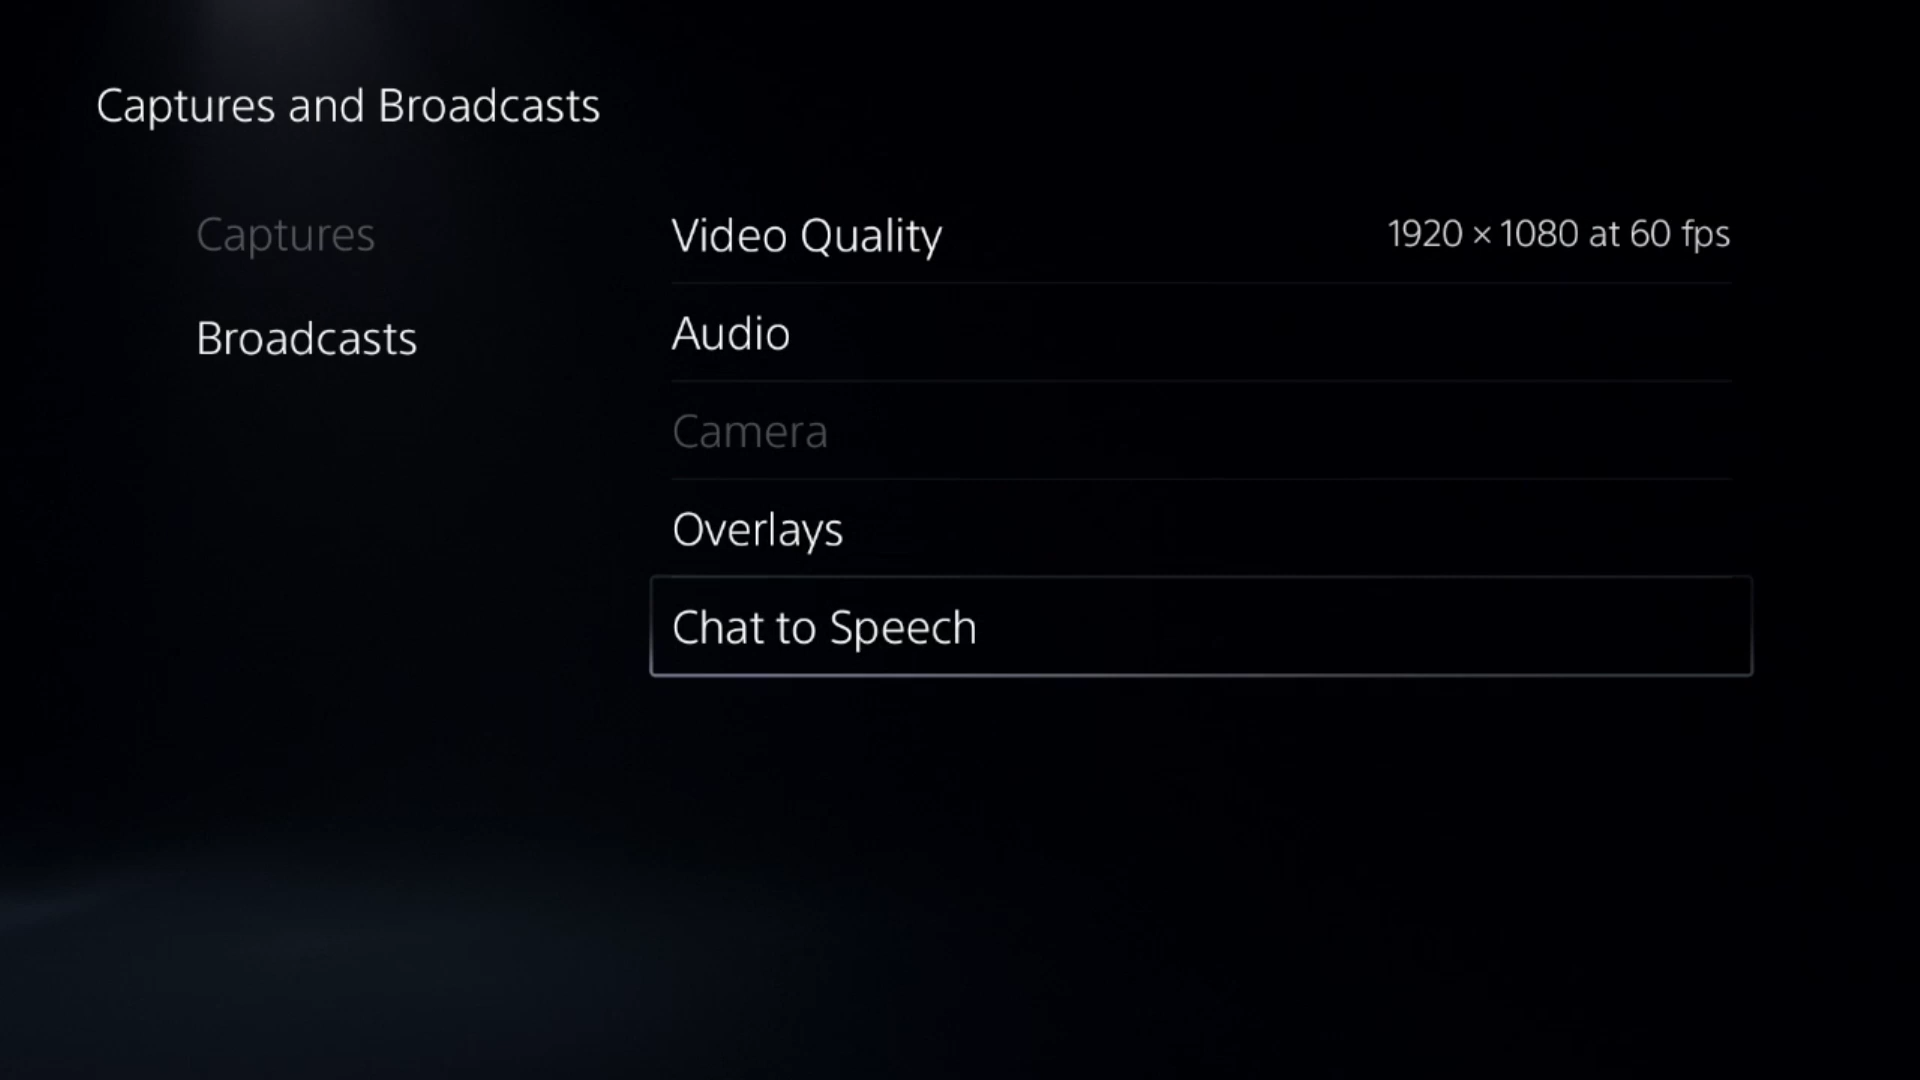 Captures and Broadcasts
Captures
Broadcasts
Video Quality 1920 × 1080 at 60 fps
Audio
Camera
Overlays
Chat to Speech